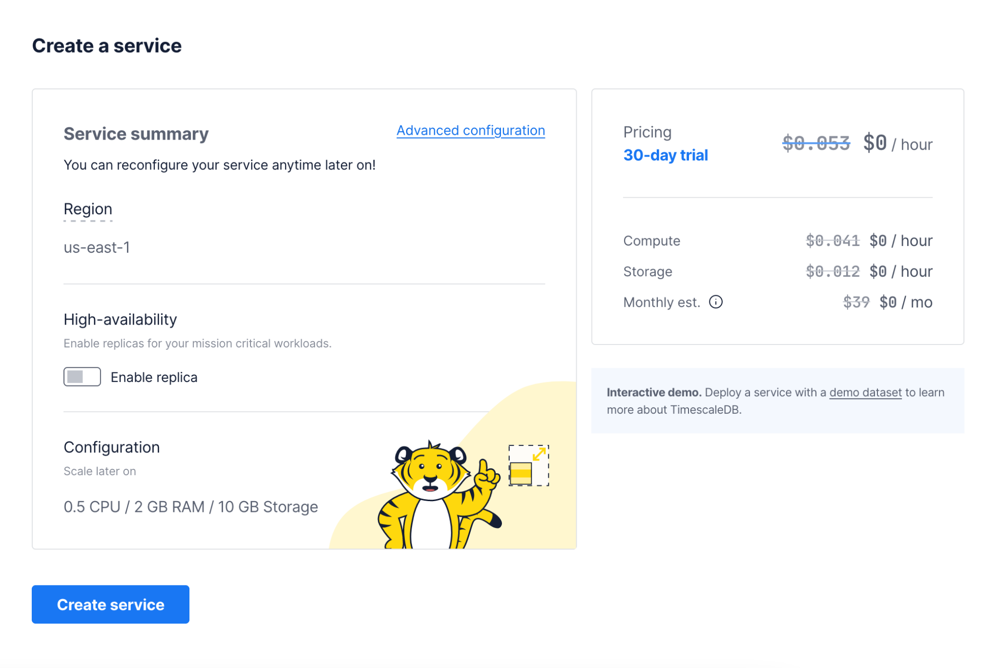 Create a service
Service summary
Advanced configuration
You can reconfigure your service anytime later on!
Region
us-east-1
High-availability
Enable replicas for your mission critical workloads.
Enable replica
Configuration
Scale later on
0.5 CPU / 2 GB RAM / 10 GB Storage
Create service
Pricing
30-day trial
$0.053 $0 / hour
Compute $0.041 $0 / hour
Storage $0.012 $0 / hour
Monthly est. $39 $0 / mo
Interactive demo. Deploy a service with a demo dataset to learn
more about TimescaleDB.